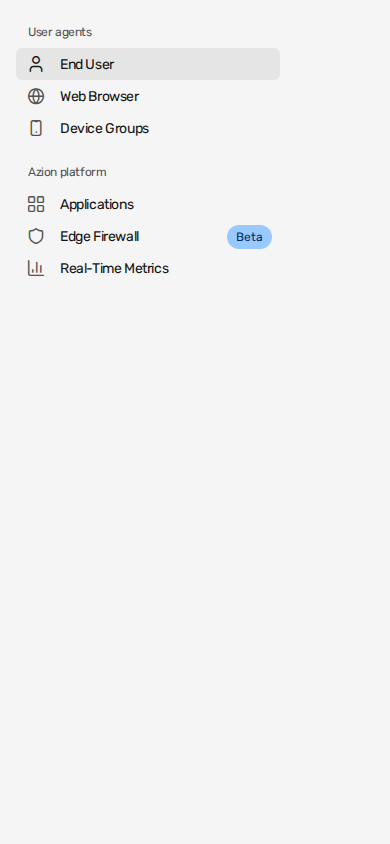 User agents
End User
Web Browser
Device Groups
Azion platform
Applications
Edge Firewall Beta
Real-Time Metrics